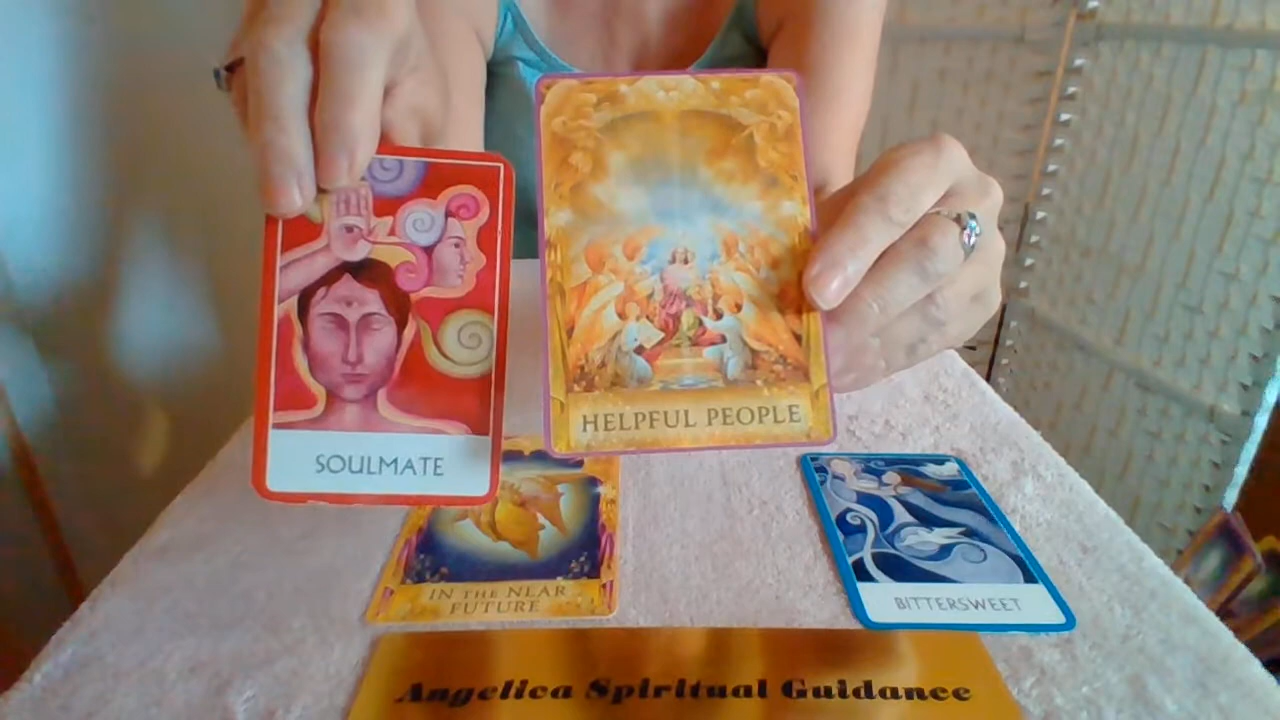 HELPFUL PEOPLE
SOULMATE
IN THE NEAR
FUTURE
BITTERSWEET
Angelica Spiritual Guidance